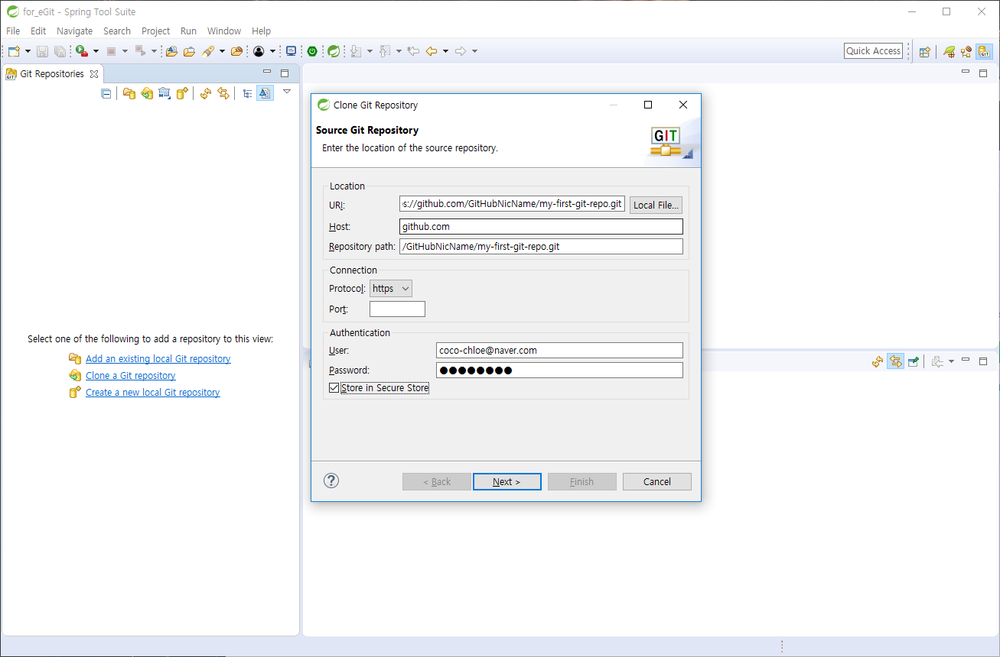 for_eGit - Spring Tool Suite
File Edit Navigate Search Project Run Window Help
Quick Access
Git Repositories
Clone Git Repository
Source Git Repository
Enter the location of the source repository.
GIT
Location
URI: s://github.com/GitHubNicName/my-first-git-repo.git Local File...
Host: github.com
Repository path: /GitHubNicName/my-first-git-repo.git
Connection
Protocol: https
Port:
Authentication
User: coco-chloe@naver.com
Password: ●●●●●●●●
Store in Secure Store
< Back Next > Finish Cancel
Select one of the following to add a repository to this view:
Add an existing local Git repository
Clone a Git repository
Create a new local Git repository